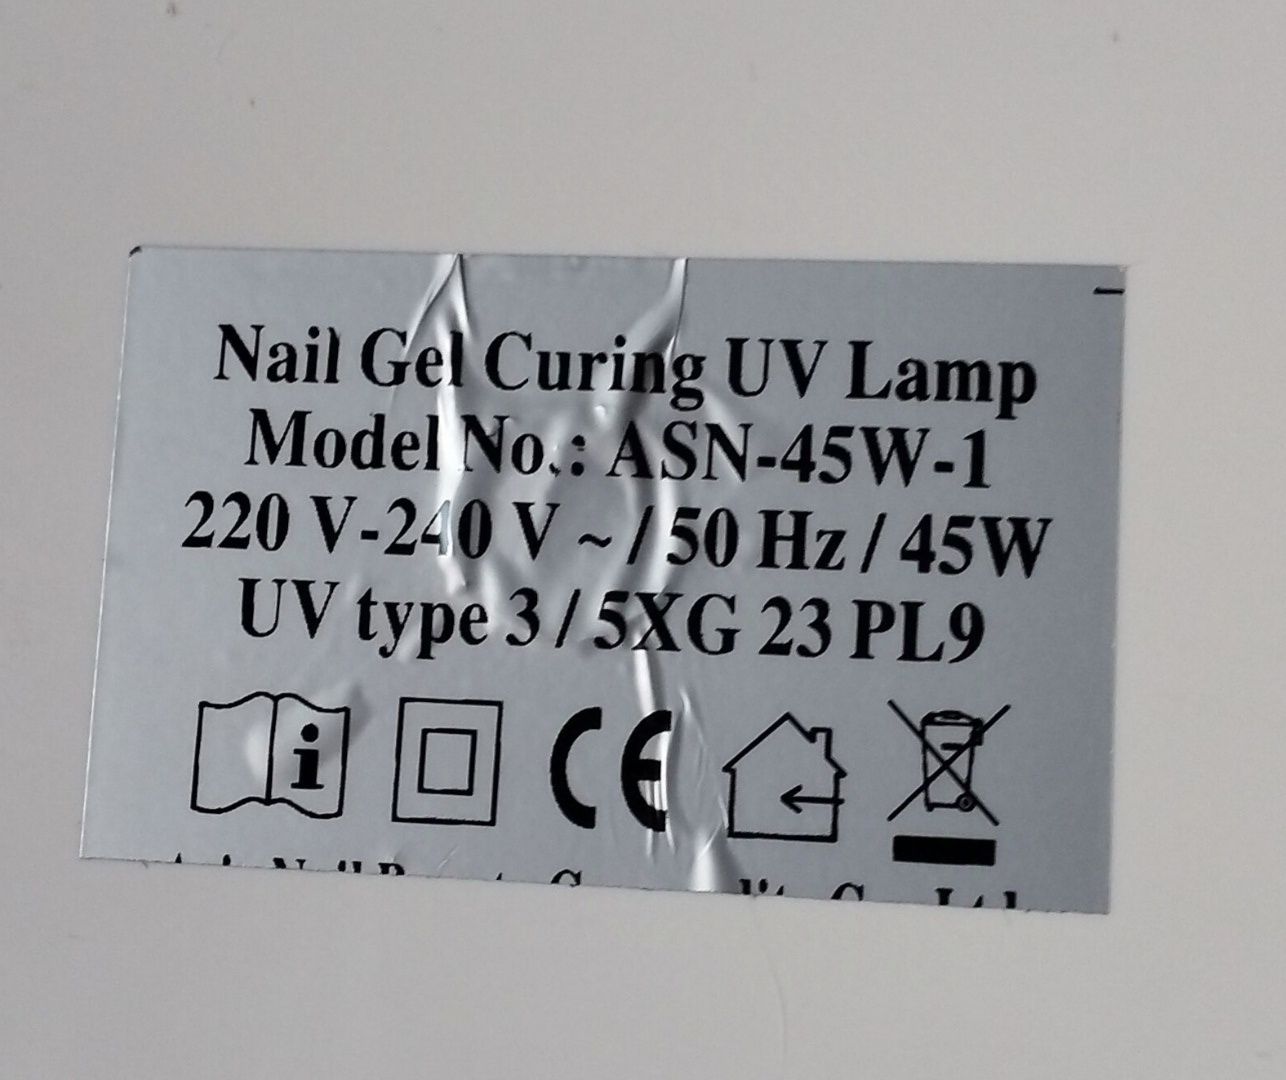 Nail Gel Curing UV Lamp
Model No.: ASN-45W-1
220 V-240 V ~ / 50 Hz / 45W
UV type 3 / 5XG 23 PL9
i
CE